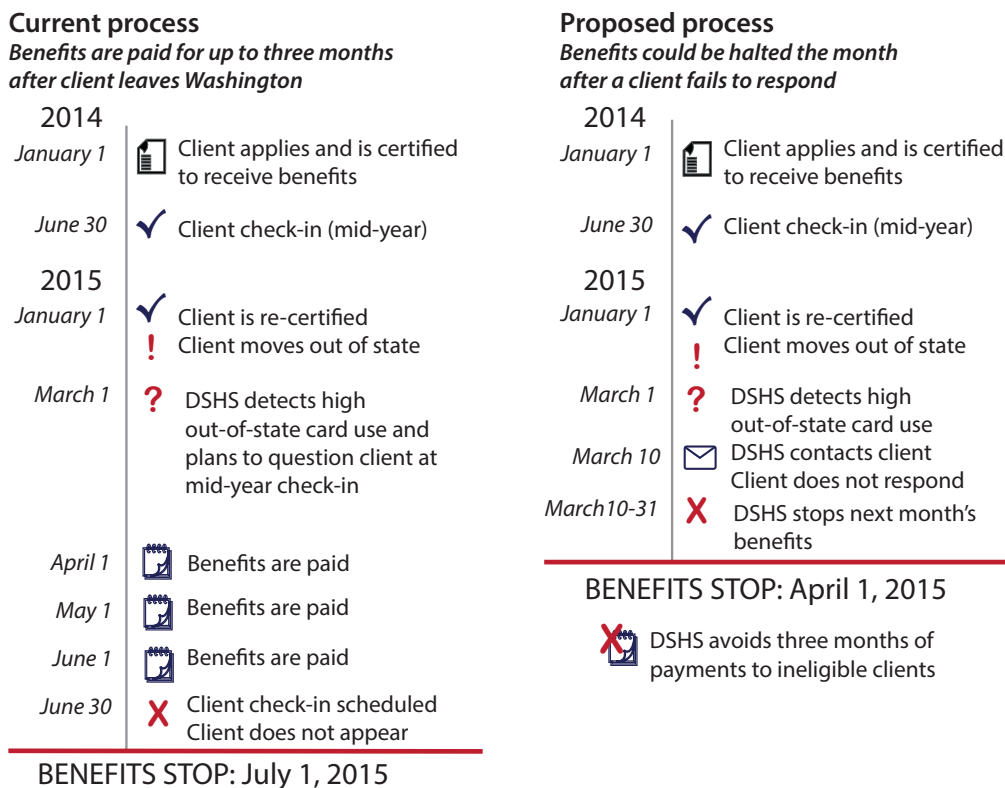 Current process
Benefits are paid for up to three months
after client leaves Washington
2014
January 1
Client applies and is certified
to receive benefits
June 30
Client check-in (mid-year)
2015
January 1
Client is re-certified
Client moves out of state
March 1
DSHS detects high
out-of-state card use and
plans to question client at
mid-year check-in
April 1
Benefits are paid
May 1
Benefits are paid
June 1
Benefits are paid
June 30
Client check-in scheduled
Client does not appear
BENEFITS STOP: July 1, 2015
Proposed process
Benefits could be halted the month
after a client fails to respond
2014
January 1
Client applies and is certified
to receive benefits
June 30
Client check-in (mid-year)
2015
January 1
Client is re-certified
Client moves out of state
March 1
DSHS detects high
out-of-state card use
March 10
DSHS contacts client
Client does not respond
March10-31
DSHS stops next month's
benefits
BENEFITS STOP: April 1, 2015
DSHS avoids three months of
payments to ineligible clients